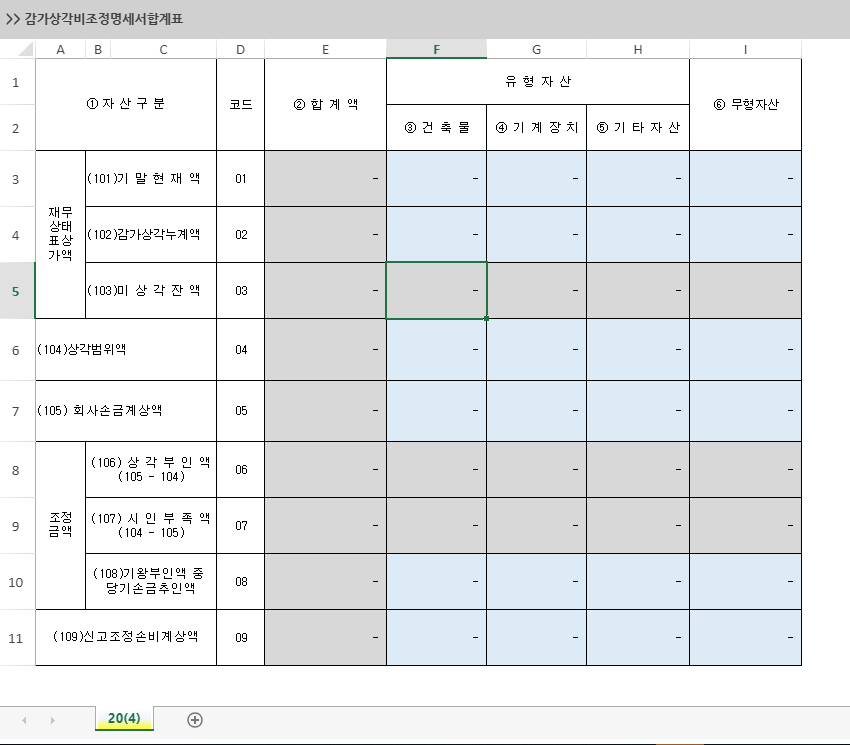 >> 감가상각비조정명세서합계표
A B C D E F G H I
1 ① 자 산 구 분 코드 ② 합 계 액 유 형 자 산 ⑥ 무형자산
2 ③ 건 축 물 ④ 기 계 장 치 ⑤ 기 타 자 산
재무
상태
표상
가액
3 (101)기 말 현 재 액 01 - - - - -
4 (102)감가상각누계액 02 - - - - -
5 (103)미 상 각 잔 액 03 - - - - -
6 (104)상각범위액 04 - - - - -
7 (105) 회사손금계상액 05 - - - - -
조정
금액
8 (106) 상 각 부 인 액
(105 - 104) 06 - - - - -
9 (107) 시 인 부 족 액
(104 - 105) 07 - - - - -
10 (108)기왕부인액 중
당기손금추인액 08 - - - - -
11 (109)신고조정손비계상액 09 - - - - -
20(4)